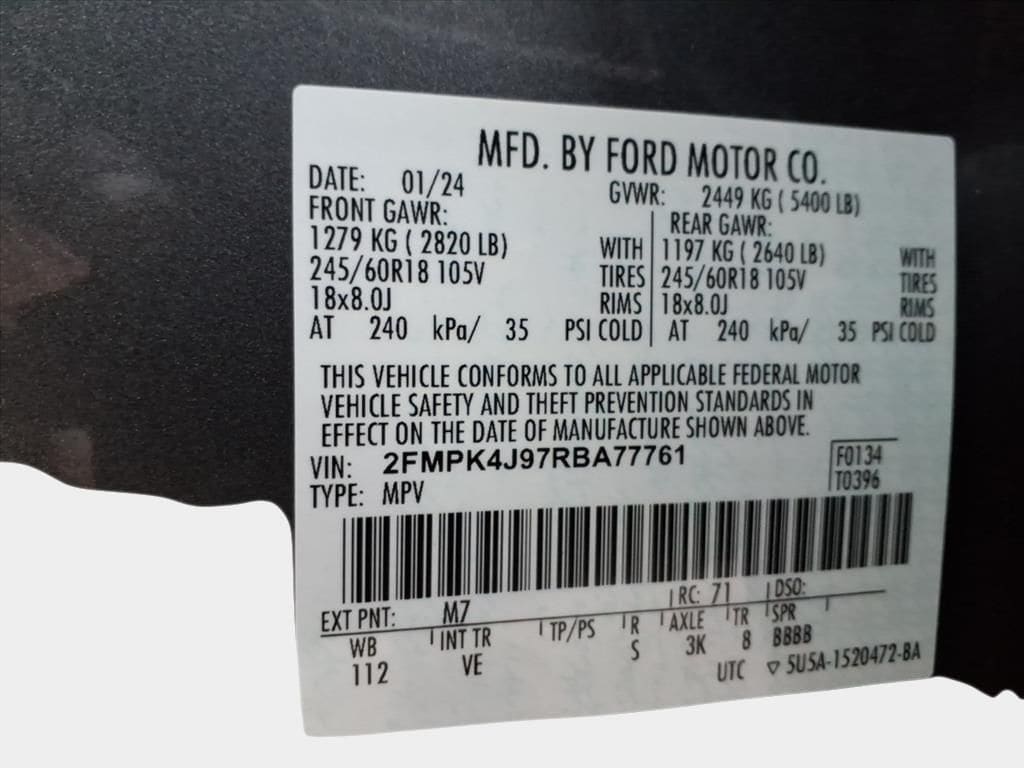 MFD. BY FORD MOTOR CO.
DATE: 01/24 GVWR: 2449 KG ( 5400 LB)
FRONT GAWR: REAR GAWR:
1279 KG ( 2820 LB) WITH 1197 KG ( 2640 LB) WITH
245/60R18 105V TIRES 245/60R18 105V TIRES
18x8.0J RIMS 18x8.0J RIMS
AT 240 kPa/ 35 PSI COLD AT 240 kPa/ 35 PSI COLD
THIS VEHICLE CONFORMS TO ALL APPLICABLE FEDERAL MOTOR
VEHICLE SAFETY AND THEFT PREVENTION STANDARDS IN
EFFECT ON THE DATE OF MANUFACTURE SHOWN ABOVE.
VIN: 2FMPK4J97RBA77761 F0134
TYPE: MPV T0396
EXT PNT: M7 RC: 71 DSO:
WB INT TR TP/PS R AXLE TR SPR
112 VE S 3K 8 BBBB
UTC ▽ 5U5A-1520472-BA